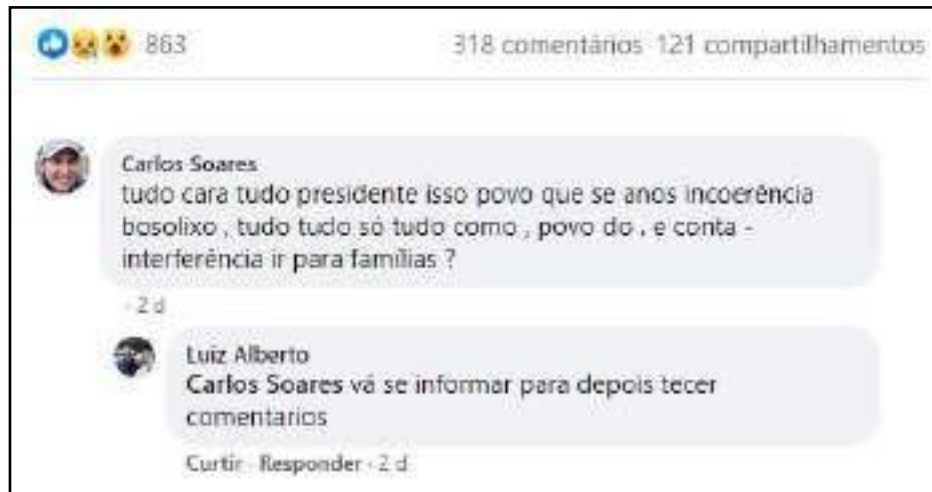 863 318 comentários 121 compartilhamentos
Carlos Soares
tudo cara tudo presidente isso povo que se anos incoerência
bosolixo , tudo tudo só tudo como , povo do . e conta -
interferência ir para famílias ?
· 2 d
Luiz Alberto
Carlos Soares vá se informar para depois tecer
comentarios
Curtir · Responder · 2 d